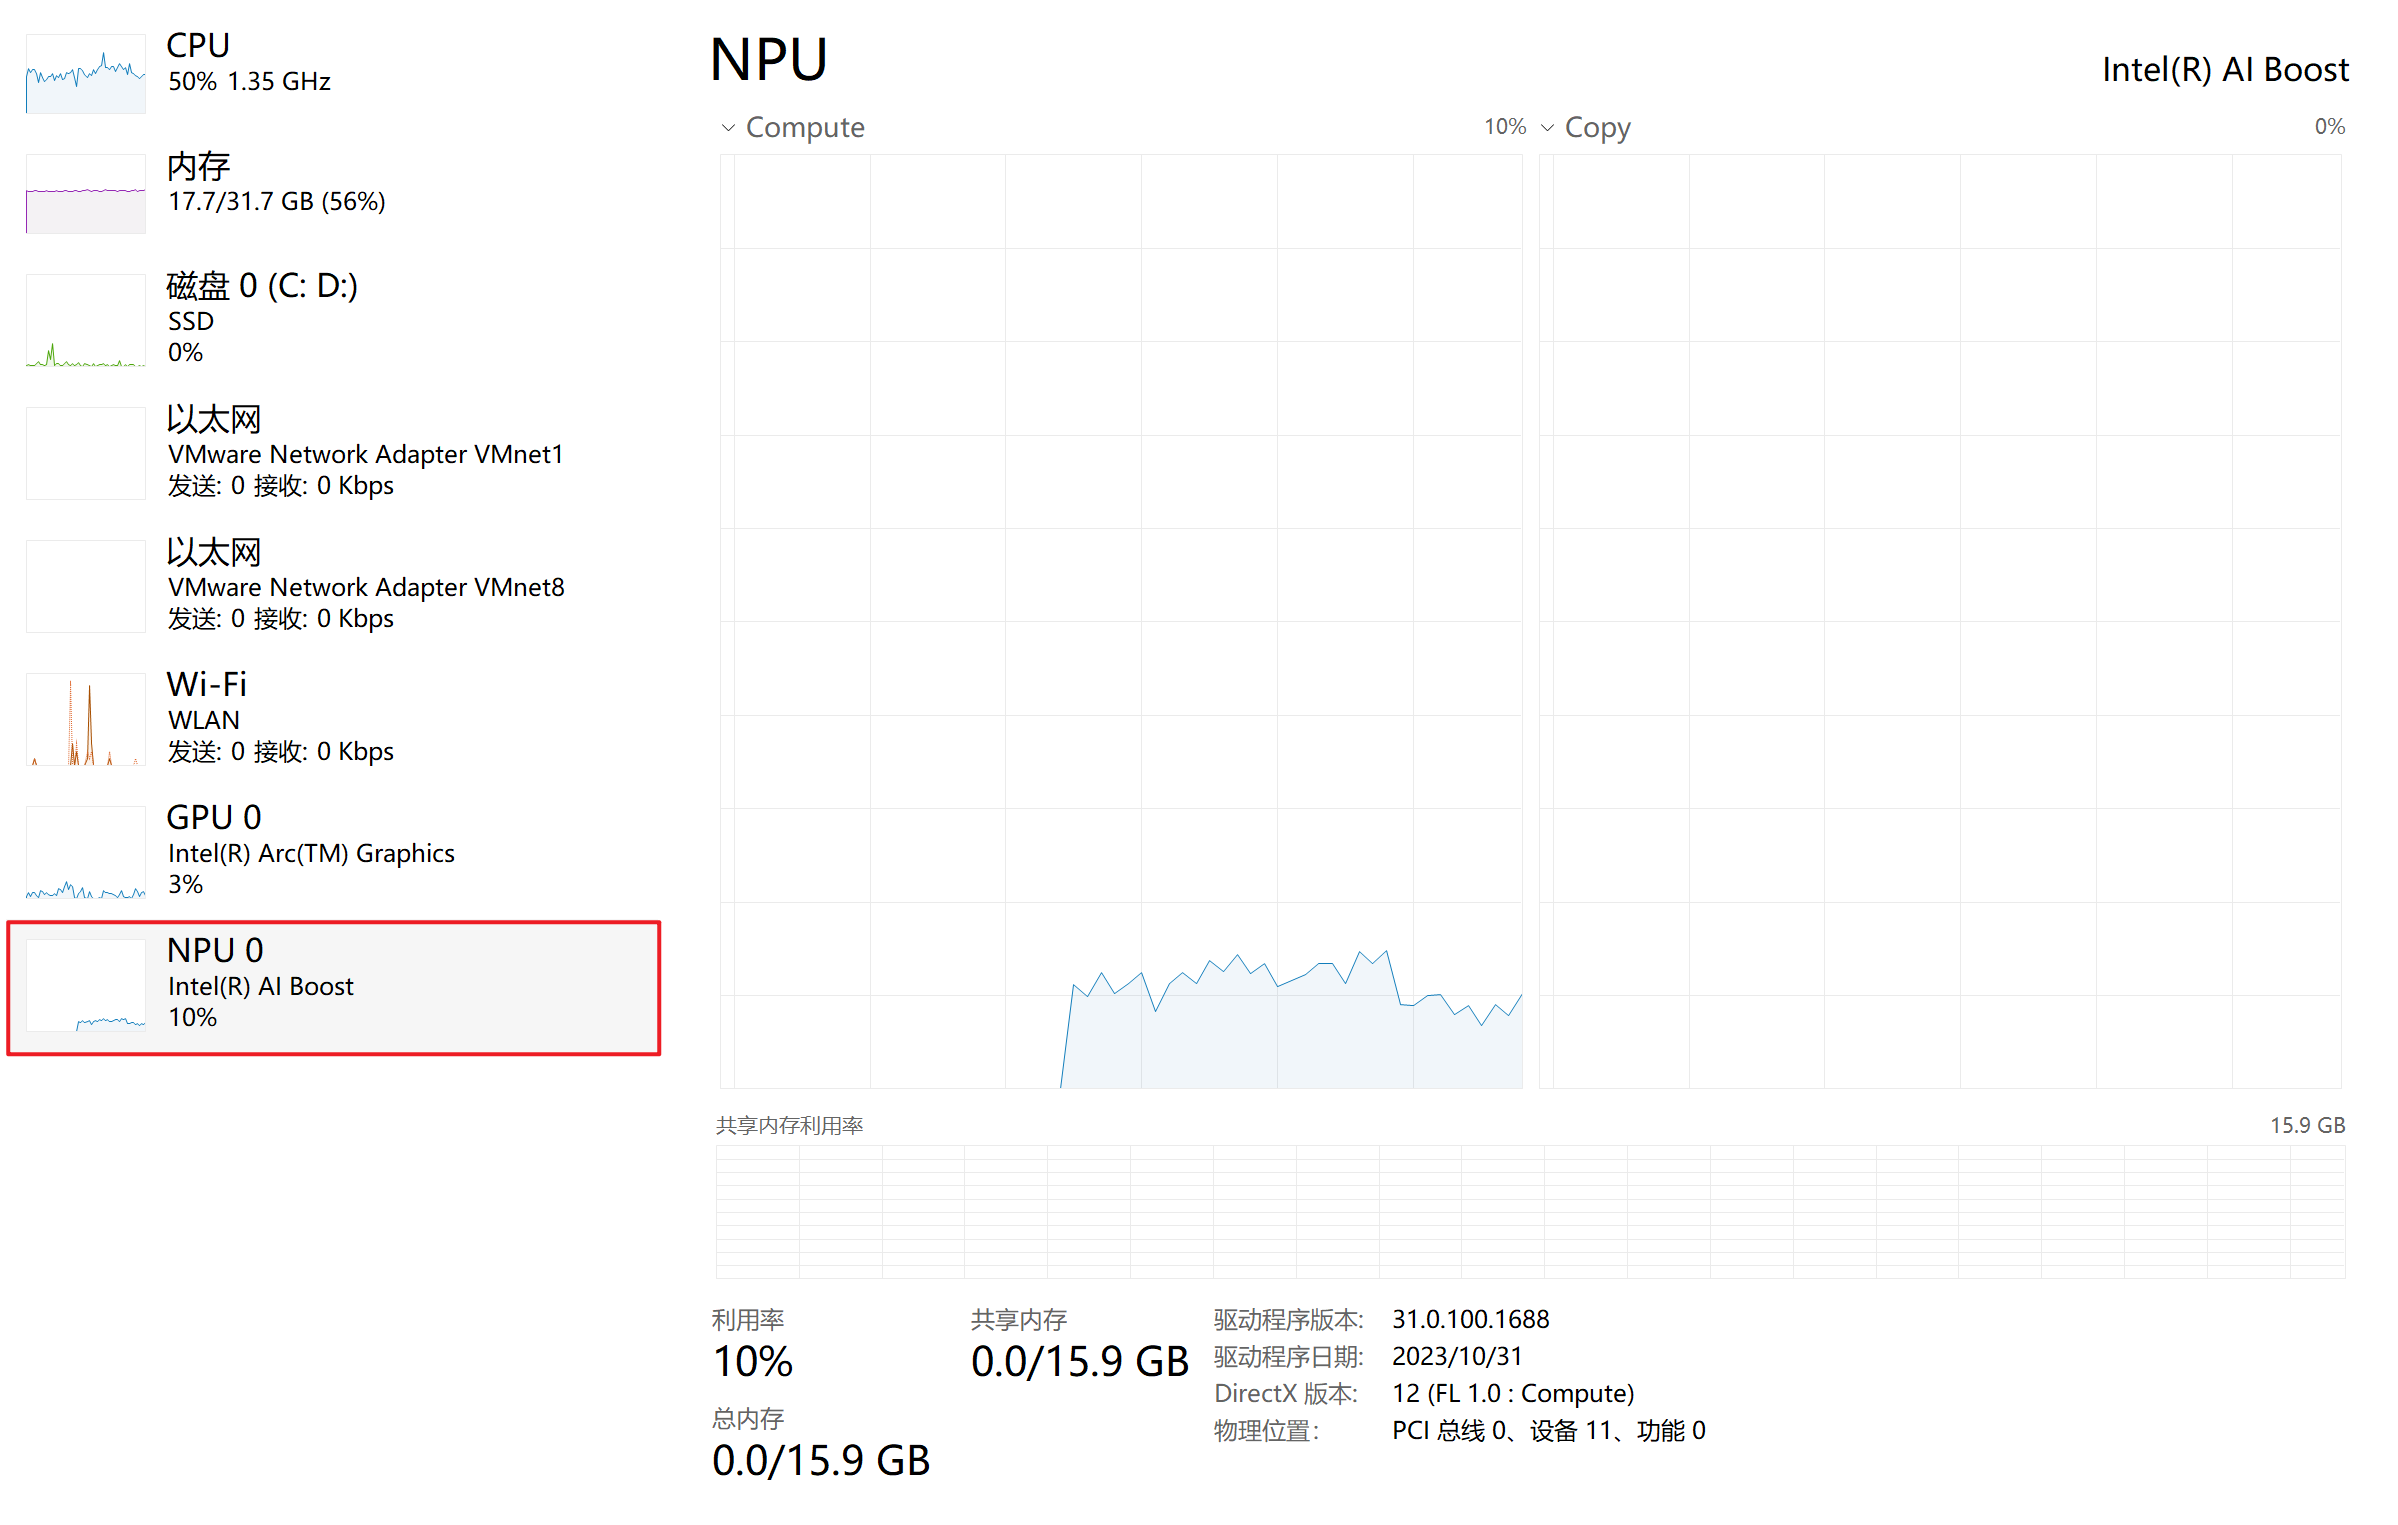 CPU
50% 1.35 GHz
内存
17.7/31.7 GB (56%)
磁盘 0 (C: D:)
SSD
0%
以太网
VMware Network Adapter VMnet1
发送: 0 接收: 0 Kbps
以太网
VMware Network Adapter VMnet8
发送: 0 接收: 0 Kbps
Wi-Fi
WLAN
发送: 0 接收: 0 Kbps
GPU 0
Intel(R) Arc(TM) Graphics
3%
NPU 0
Intel(R) AI Boost
10%
NPU
Intel(R) AI Boost
Compute 10%
Copy 0%
共享内存利用率 15.9 GB
利用率
10%
共享内存
0.0/15.9 GB
总内存
0.0/15.9 GB
驱动程序版本: 31.0.100.1688
驱动程序日期: 2023/10/31
DirectX 版本: 12 (FL 1.0 : Compute)
物理位置: PCI 总线 0、设备 11、功能 0